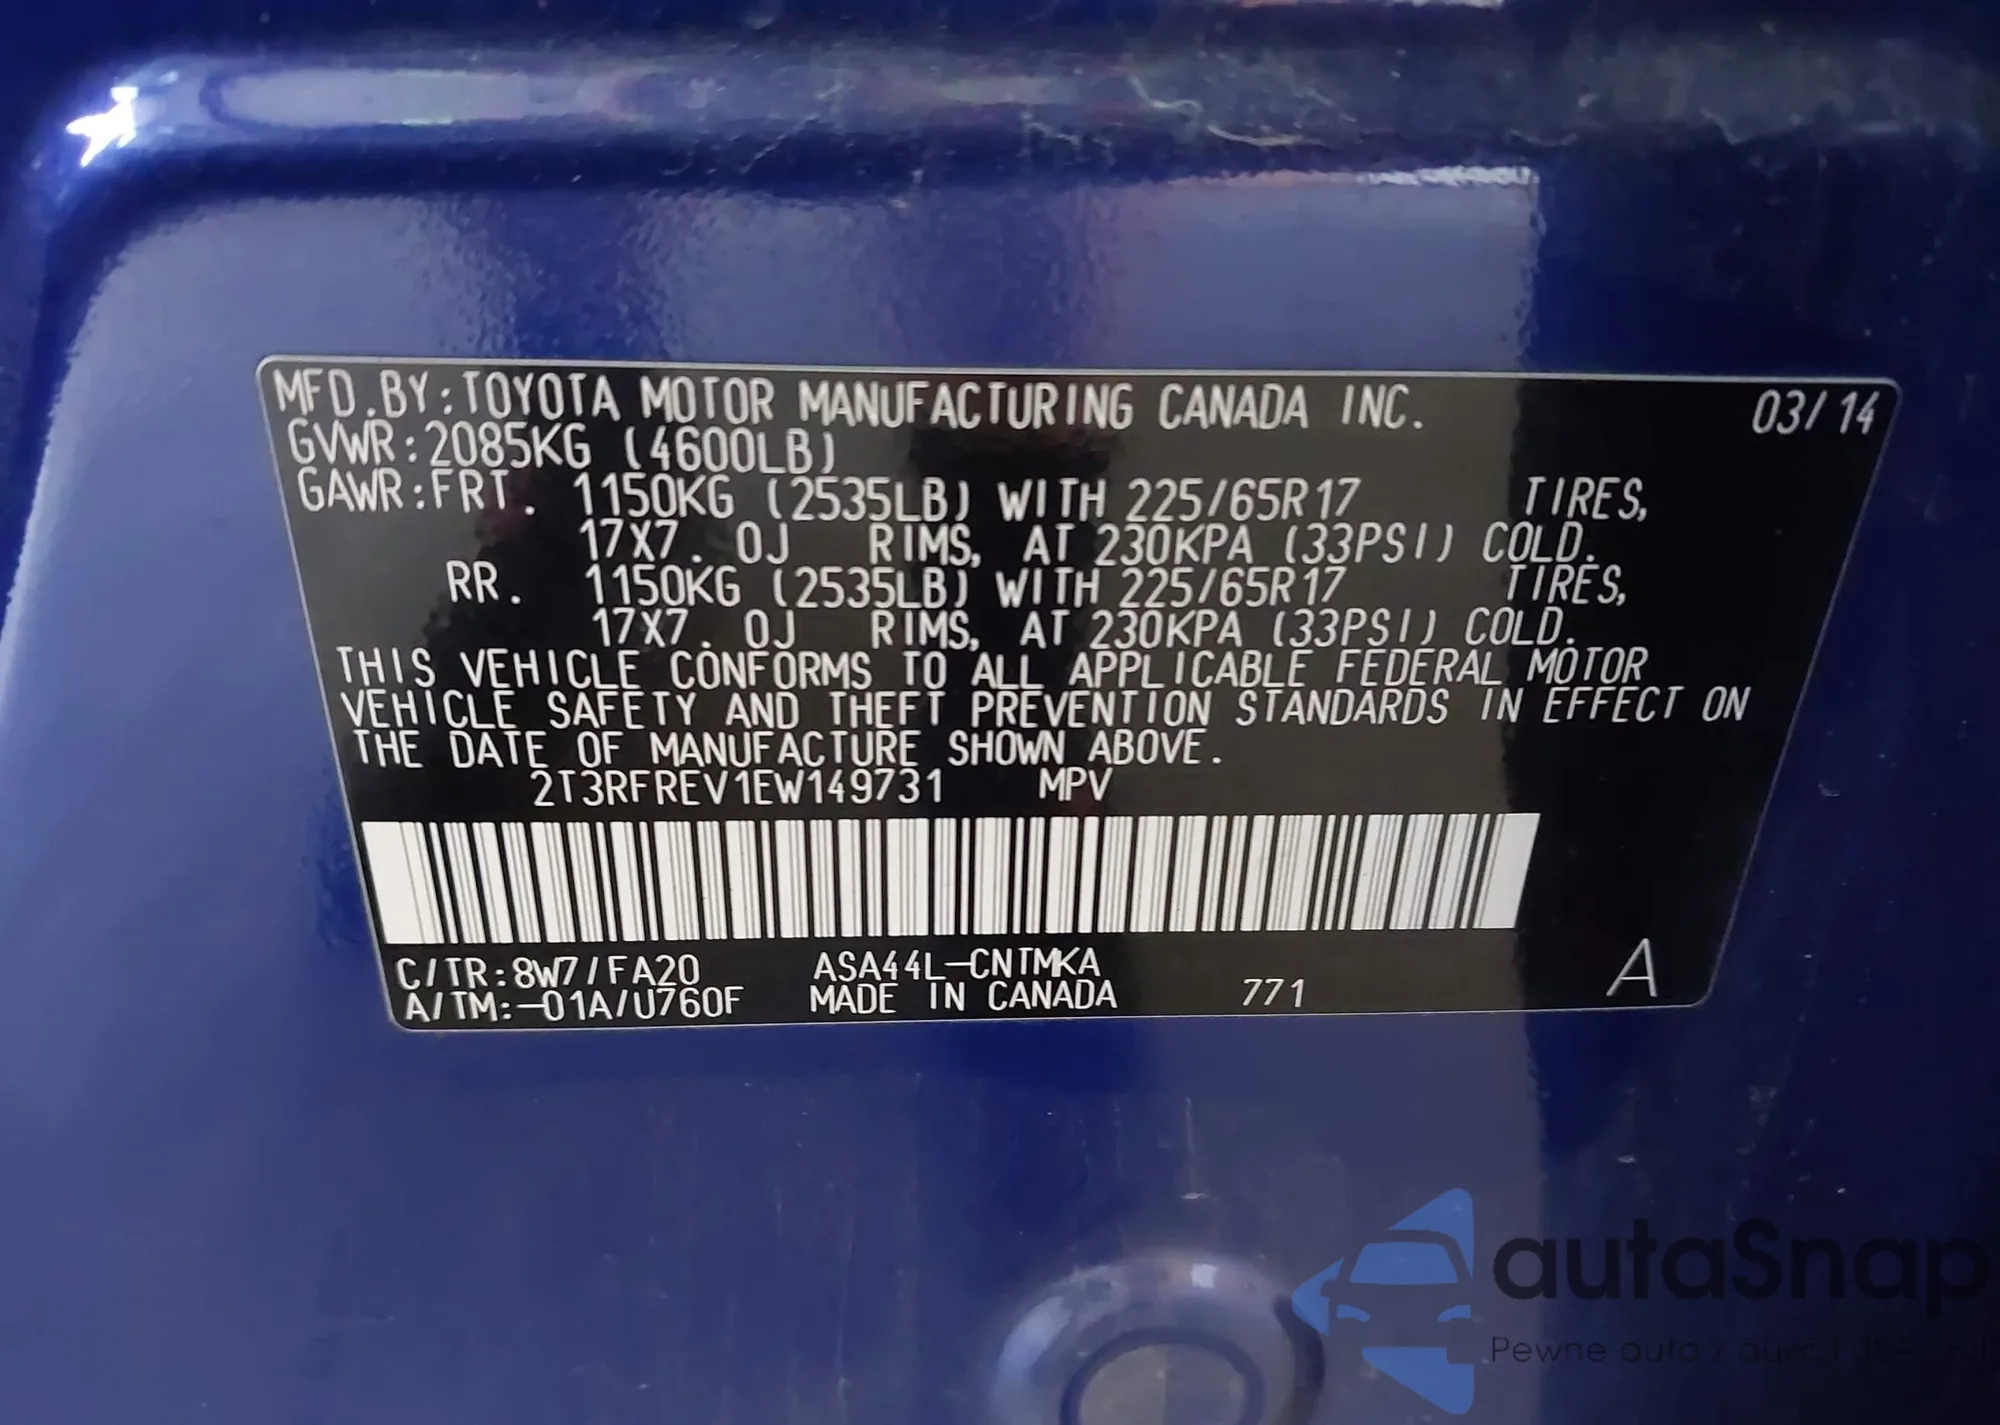 MFD.BY:TOYOTA MOTOR MANUFACTURING CANADA INC. 03/14
GVWR:2085KG (4600LB)
GAWR:FRT. 1150KG (2535LB) WITH 225/65R17 TIRES,
17X7.0J RIMS, AT 230KPA (33PSI) COLD.
RR. 1150KG (2535LB) WITH 225/65R17 TIRES,
17X7.0J RIMS, AT 230KPA (33PSI) COLD.
THIS VEHICLE CONFORMS TO ALL APPLICABLE FEDERAL MOTOR
VEHICLE SAFETY AND THEFT PREVENTION STANDARDS IN EFFECT ON
THE DATE OF MANUFACTURE SHOWN ABOVE.
2T3RFREV1EW149731 MPV
C/TR:8W7/FA20 ASA44L-CNTMKA
A/TM:-01A/U760F MADE IN CANADA 771 A
autaSnap
Pewne auta z